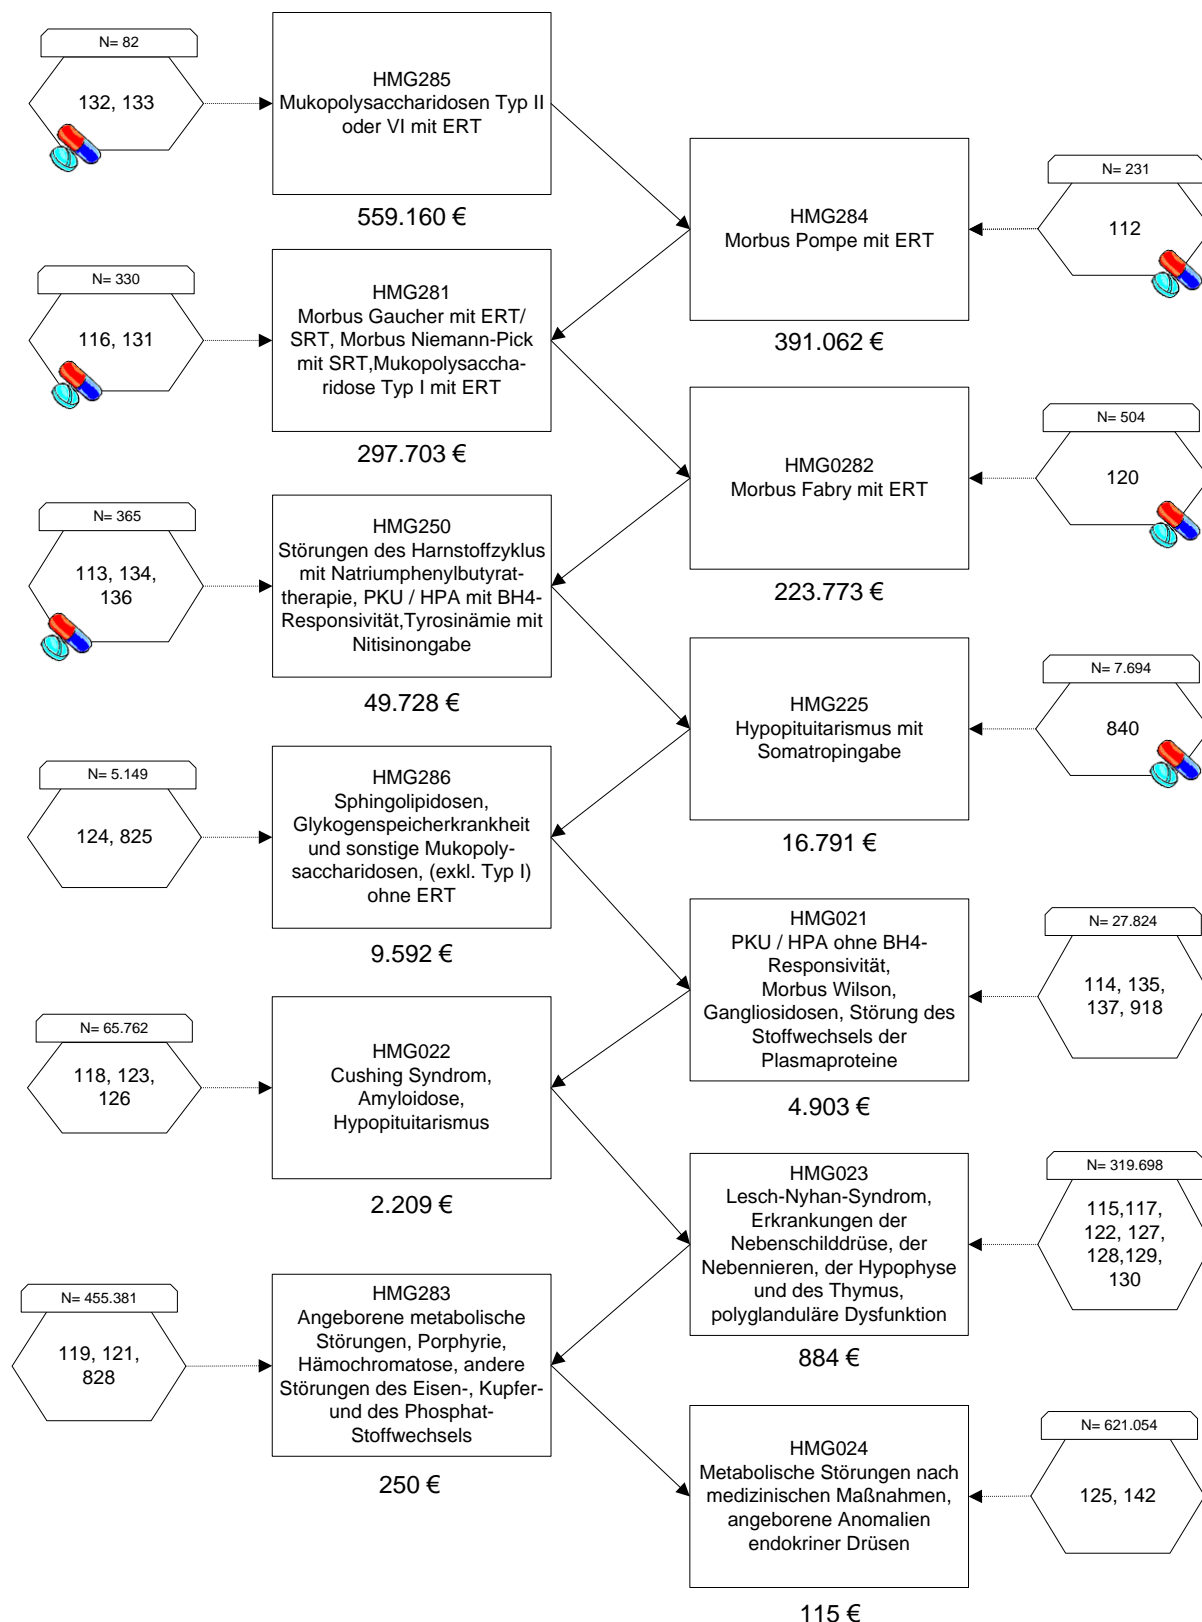 N= 82
132, 133
HMG285
Mukopolysaccharidosen Typ II
oder VI mit ERT
559.160 €
N= 231
112
HMG284
Morbus Pompe mit ERT
391.062 €
N= 330
116, 131
HMG281
Morbus Gaucher mit ERT/
SRT, Morbus Niemann-Pick
mit SRT,Mukopolysaccha-
ridose Typ I mit ERT
297.703 €
N= 504
120
HMG0282
Morbus Fabry mit ERT
223.773 €
N= 365
113, 134,
136
HMG250
Störungen des Harnstoffzyklus
mit Natriumphenylbutyrat-
therapie, PKU / HPA mit BH4-
Responsivität,Tyrosinämie mit
Nitisinongabe
49.728 €
N= 7.694
840
HMG225
Hypopituitarismus mit
Somatropingabe
16.791 €
N= 5.149
124, 825
HMG286
Sphingolipidosen,
Glykogenspeicherkrankheit
und sonstige Mukopoly-
saccharidosen, (exkl. Typ I)
ohne ERT
9.592 €
N= 27.824
114, 135,
137, 918
HMG021
PKU / HPA ohne BH4-
Responsivität,
Morbus Wilson,
Gangliosidosen, Störung des
Stoffwechsels der
Plasmaproteine
4.903 €
N= 65.762
118, 123,
126
HMG022
Cushing Syndrom,
Amyloidose,
Hypopituitarismus
2.209 €
N= 319.698
115,117,
122, 127,
128,129,
130
HMG023
Lesch-Nyhan-Syndrom,
Erkrankungen der
Nebenschilddrüse, der
Nebennieren, der Hypophyse
und des Thymus,
polyglanduläre Dysfunktion
884 €
N= 455.381
119, 121,
828
HMG283
Angeborene metabolische
Störungen, Porphyrie,
Hämochromatose, andere
Störungen des Eisen-, Kupfer-
und des Phosphat-
Stoffwechsels
250 €
N= 621.054
125, 142
HMG024
Metabolische Störungen nach
medizinischen Maßnahmen,
angeborene Anomalien
endokriner Drüsen
115 €